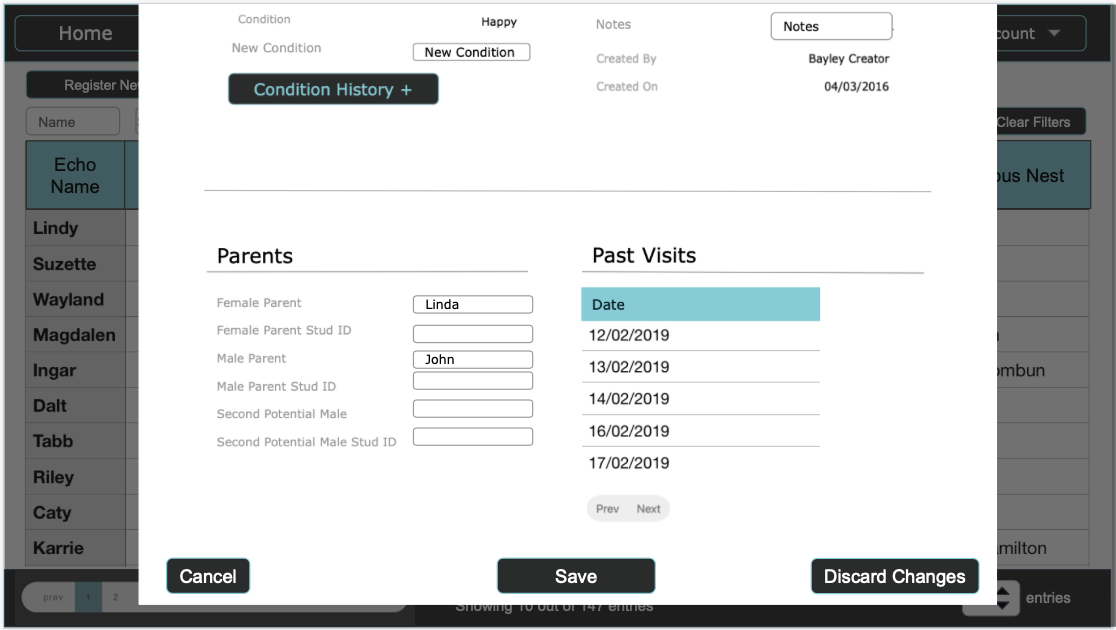 Home
Condition
Happy
New Condition
New Condition
Condition History +
Notes
Notes
Created By
Bayley Creator
Created On
04/03/2016
count
Register Ne
Name
Clear Filters
Echo
Name
ous Nest
Lindy
Suzette
Wayland
Magdalen
Ingar
ombun
Dalt
Tabb
Riley
Caty
Karrie
amilton
Parents
Female Parent
Linda
Female Parent Stud ID
Male Parent
John
Male Parent Stud ID
Second Potential Male
Second Potential Male Stud ID
Past Visits
Date
12/02/2019
13/02/2019
14/02/2019
16/02/2019
17/02/2019
Prev Next
Cancel
Save
Discard Changes
prev 1 2
Showing 10 out of 147 entries
entries